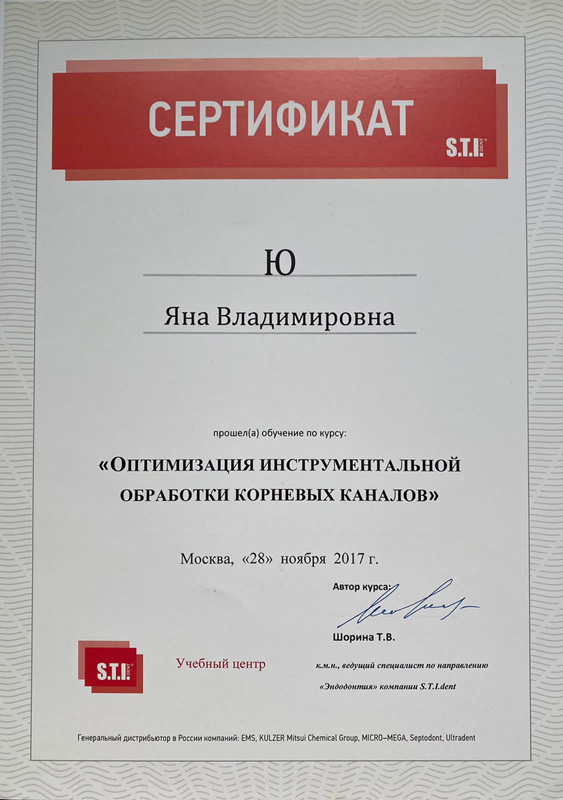 СЕРТИФИКАТ
S.T.I.DENT
Ю
Яна Владимировна
прошел(а) обучение по курсу:
«Оптимизация инструментальной
обработки корневых каналов»
Москва, «28» ноября 2017 г.
Автор курса:
Шорина Т.В.
S.T.I.DENT
Учебный центр
к.м.н., ведущий специалист по направлению
«Эндодонтия» компании S.T.I.dent
Генеральный дистрибьютор в России компаний: EMS, KULZER Mitsui Chemical Group, MICRO–MEGA, Septodont, Ultradent